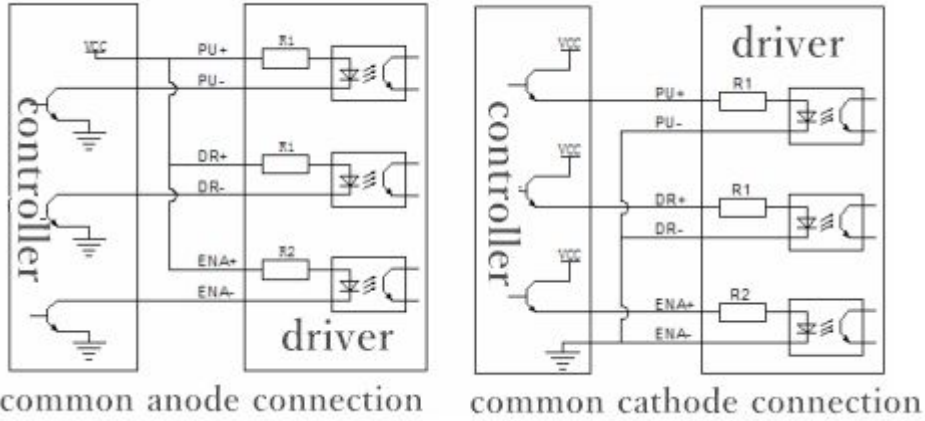 VCC
PU+
R1
PU-
controller
DR+
R1
DR-
ENA+
R2
ENA-
driver
common anode connection
driver
VCC
PU+
R1
PU-
controller
VCC
DR+
R1
DR-
VCC
ENA+
R2
ENA-
common cathode connection